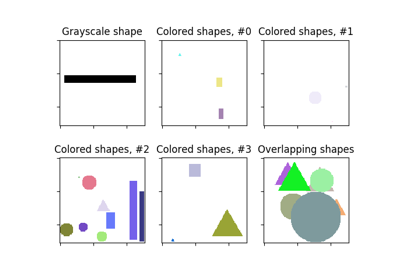 Grayscale shape
Colored shapes, #0
Colored shapes, #1
Colored shapes, #2
Colored shapes, #3
Overlapping shapes